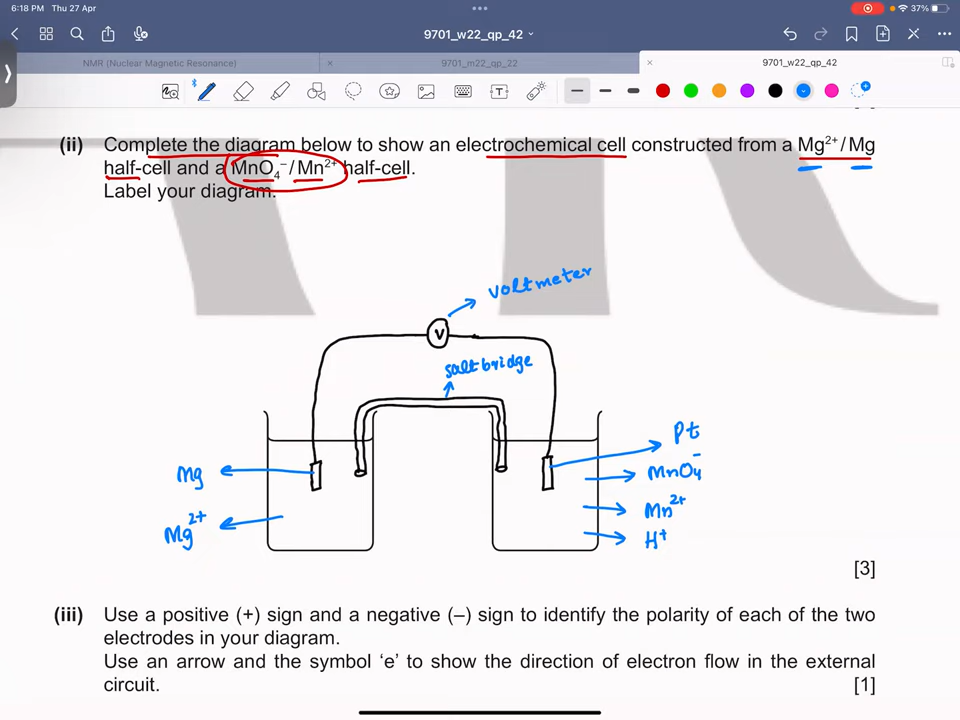 6:18 PM Thu 27 Apr
37%
9701_w22_qp_42
NMR (Nuclear Magnetic Resonance)
9701_m22_qp_22
9701_w22_qp_42
(ii) Complete the diagram below to show an electrochemical cell constructed from a Mg²⁺/Mg
half-cell and a MnO₄⁻/Mn²⁺ half-cell.
Label your diagram.
voltmeter
V
salt bridge
Pt
Mg
MnO₄⁻
Mg²⁺
Mn²⁺
H⁺
[3]
(iii) Use a positive (+) sign and a negative (–) sign to identify the polarity of each of the two
electrodes in your diagram.
Use an arrow and the symbol ‘e’ to show the direction of electron flow in the external
circuit.
[1]